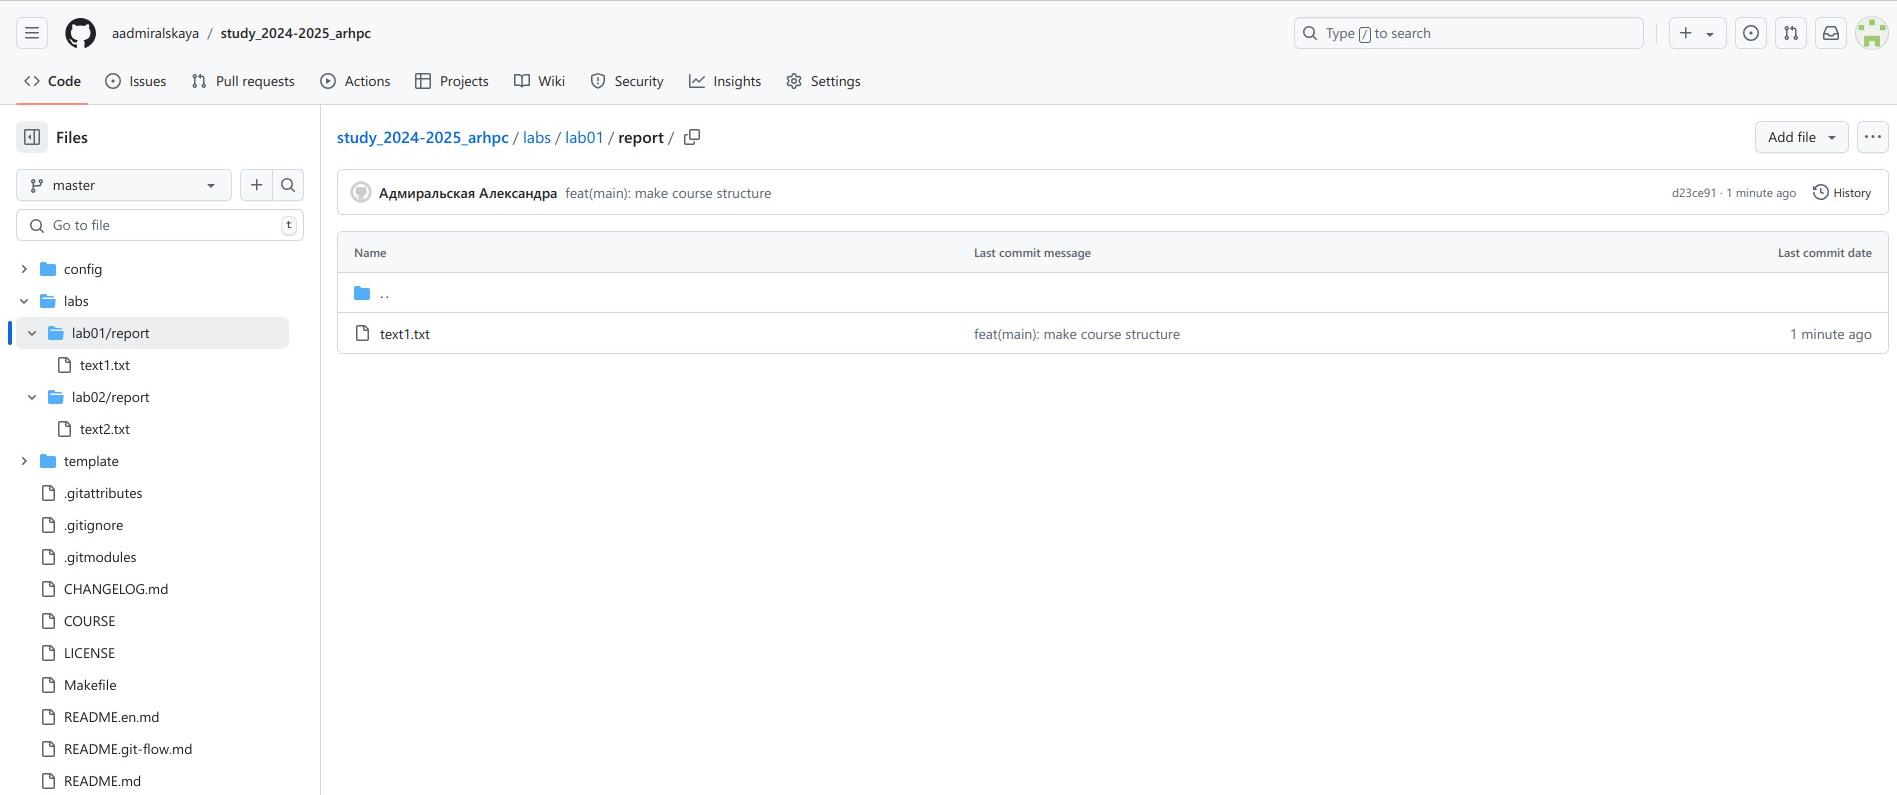 aadmiralskaya / study_2024-2025_arhpc
Type / to search
Code Issues Pull requests Actions Projects Wiki Security Insights Settings
Files
master
Go to file t
config
labs
lab01/report
text1.txt
lab02/report
text2.txt
template
.gitattributes
.gitignore
.gitmodules
CHANGELOG.md
COURSE
LICENSE
Makefile
README.en.md
README.git-flow.md
README.md
study_2024-2025_arhpc / labs / lab01 / report /
Add file
Адмиральская Александра feat(main): make course structure d23ce91 · 1 minute ago History
Name Last commit message Last commit date
..
text1.txt feat(main): make course structure 1 minute ago